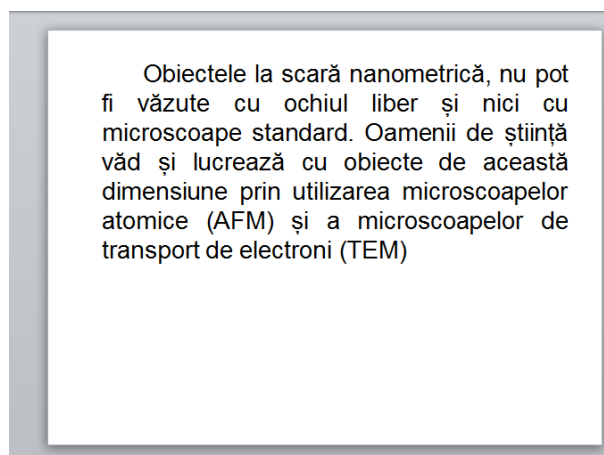 Obiectele la scară nanometrică, nu pot
fi văzute cu ochiul liber și nici cu
microscoape standard. Oamenii de știință
văd și lucrează cu obiecte de această
dimensiune prin utilizarea microscoapelor
atomice (AFM) și a microscoapelor de
transport de electroni (TEM)